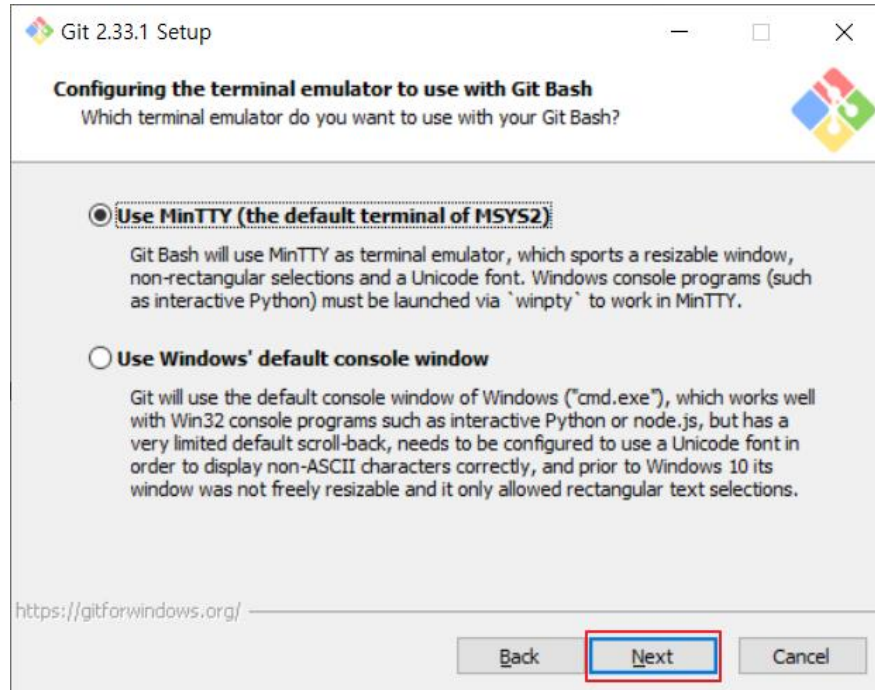 Git 2.33.1 Setup
Configuring the terminal emulator to use with Git Bash
Which terminal emulator do you want to use with your Git Bash?
Use MinTTY (the default terminal of MSYS2)
Git Bash will use MinTTY as terminal emulator, which sports a resizable window,
non-rectangular selections and a Unicode font. Windows console programs (such
as interactive Python) must be launched via `winpty` to work in MinTTY.
Use Windows' default console window
Git will use the default console window of Windows ("cmd.exe"), which works well
with Win32 console programs such as interactive Python or node.js, but has a
very limited default scroll-back, needs to be configured to use a Unicode font in
order to display non-ASCII characters correctly, and prior to Windows 10 its
window was not freely resizable and it only allowed rectangular text selections.
https://gitforwindows.org/
Back Next Cancel